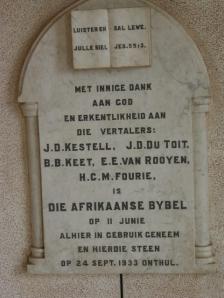 LUISTER EN SAL LEWE.
JULLE SIEL JES. 55:3.
MET INNIGE DANK
AAN GOD
EN ERKENTLIKHEID AAN
DIE VERTALERS:
J.D. KESTELL, J.D. DU TOIT,
B.B. KEET, E.E. VAN ROOYEN,
H.C.M. FOURIE,
IS
DIE AFRIKAANSE BYBEL
OP 11 JUNIE
ALHIER IN GEBRUIK GENEEM
EN HIERDIE STEEN
OP 24 SEPT. 1933 ONTHUL.